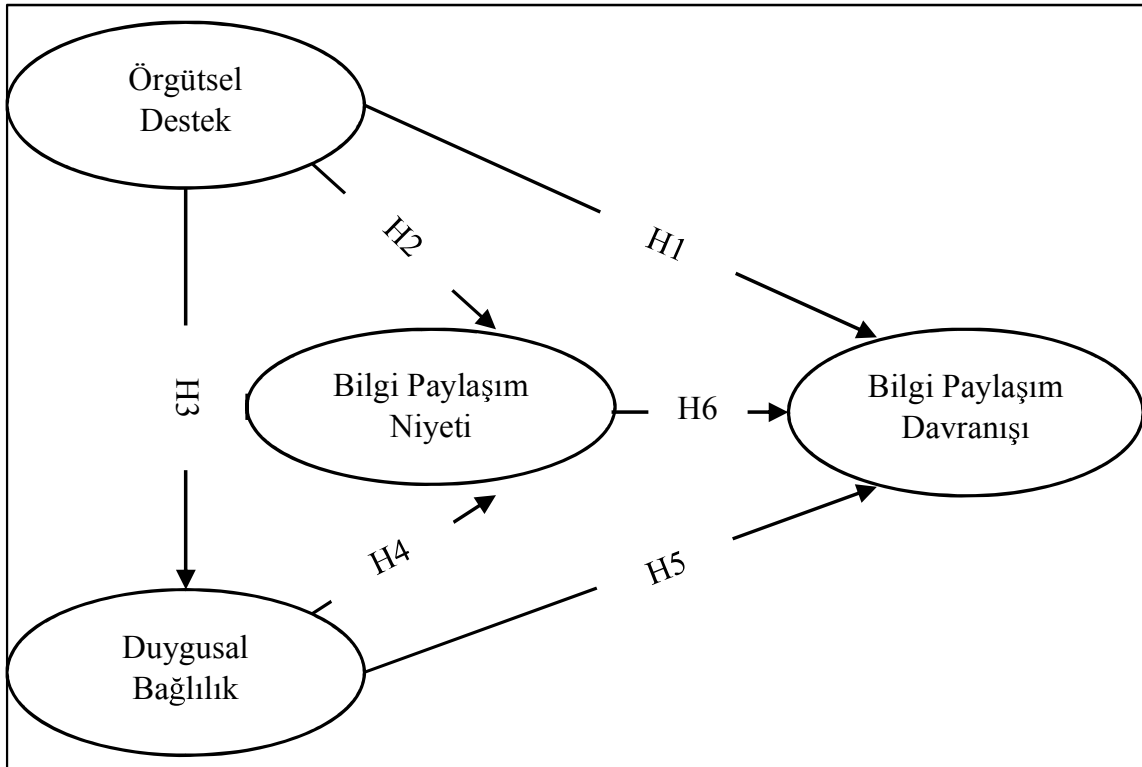 Örgütsel
Destek
H1
H2
H3
Bilgi Paylaşım
Niyeti
H6
Bilgi Paylaşım
Davranışı
H4
H5
Duygusal
Bağlılık